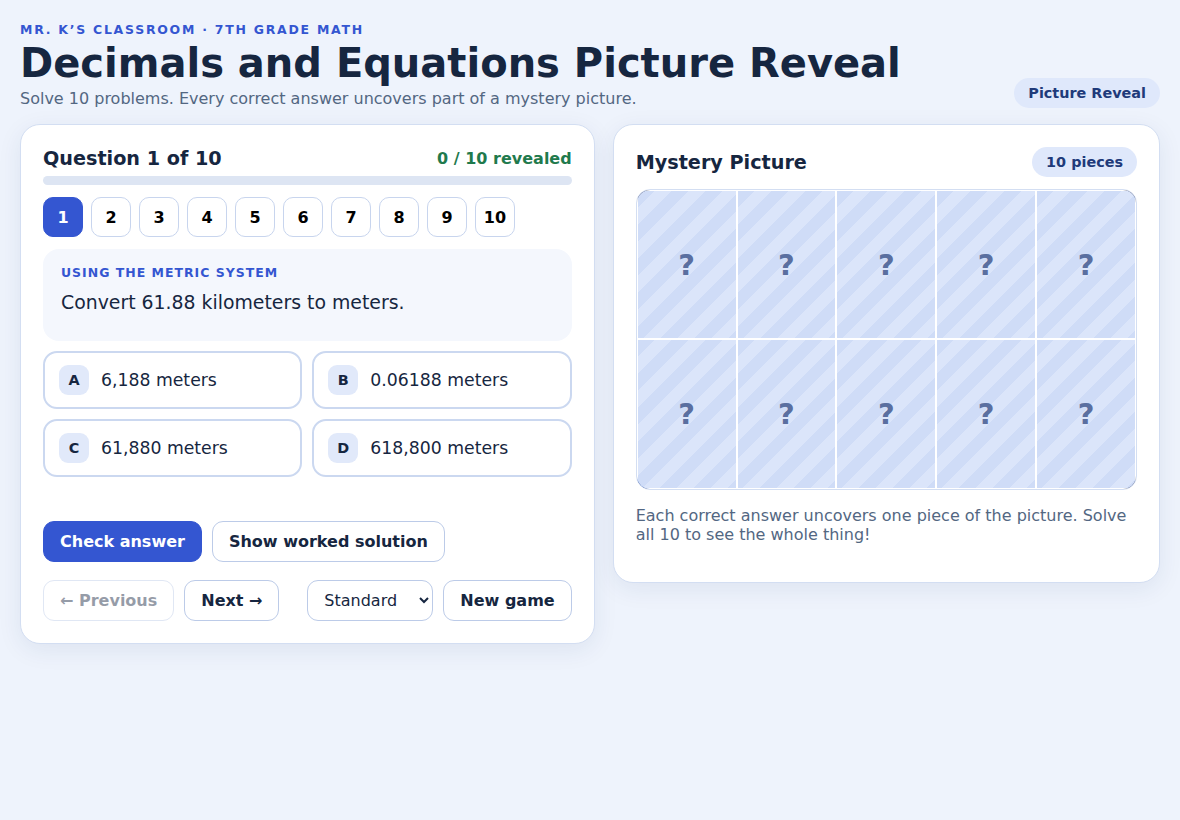 MR. K’S CLASSROOM · 7TH GRADE MATH
Decimals and Equations Picture Reveal
Solve 10 problems. Every correct answer uncovers part of a mystery picture.
Picture Reveal
Question 1 of 10
0 / 10 revealed
1 2 3 4 5 6 7 8 9 10
USING THE METRIC SYSTEM
Convert 61.88 kilometers to meters.
A 6,188 meters
B 0.06188 meters
C 61,880 meters
D 618,800 meters
Check answer
Show worked solution
← Previous
Next →
Standard
New game
Mystery Picture
10 pieces
? ? ? ? ?
? ? ? ? ?
Each correct answer uncovers one piece of the picture. Solve
all 10 to see the whole thing!